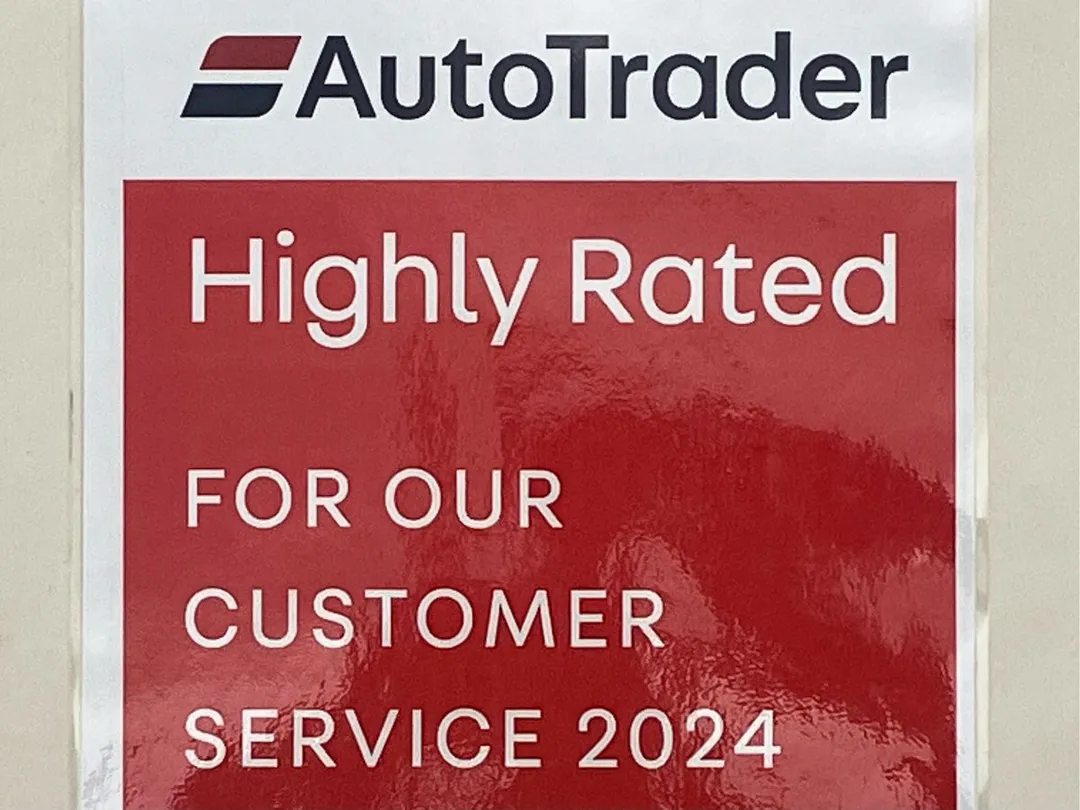 AutoTrader
Highly Rated
FOR OUR
CUSTOMER
SERVICE 2024